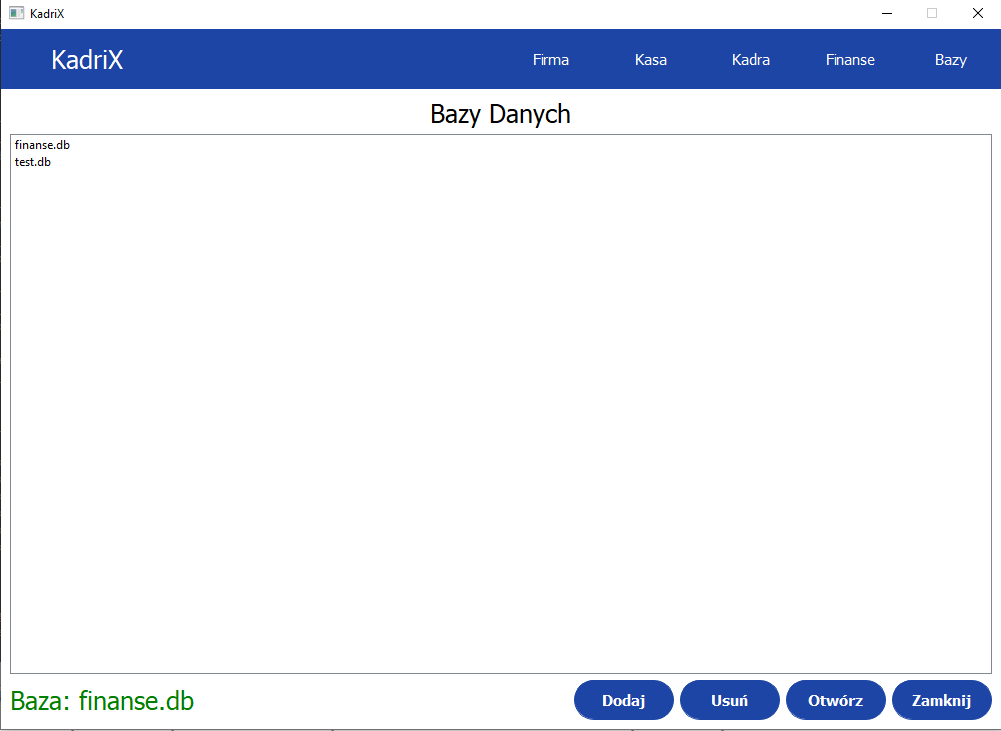 KadriX
KadriX Firma Kasa Kadra Finanse Bazy
Bazy Danych
finanse.db
test.db
Baza: finanse.db Dodaj Usuń Otwórz Zamknij